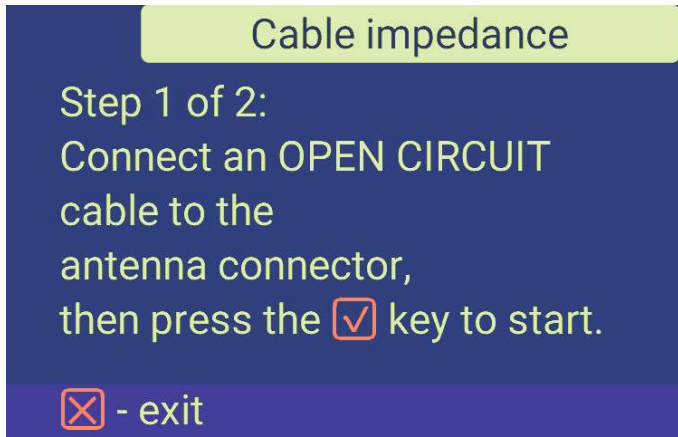 Cable impedance
Step 1 of 2:
Connect an OPEN CIRCUIT
cable to the
antenna connector,
then press the ☑ key to start.
☒ - exit